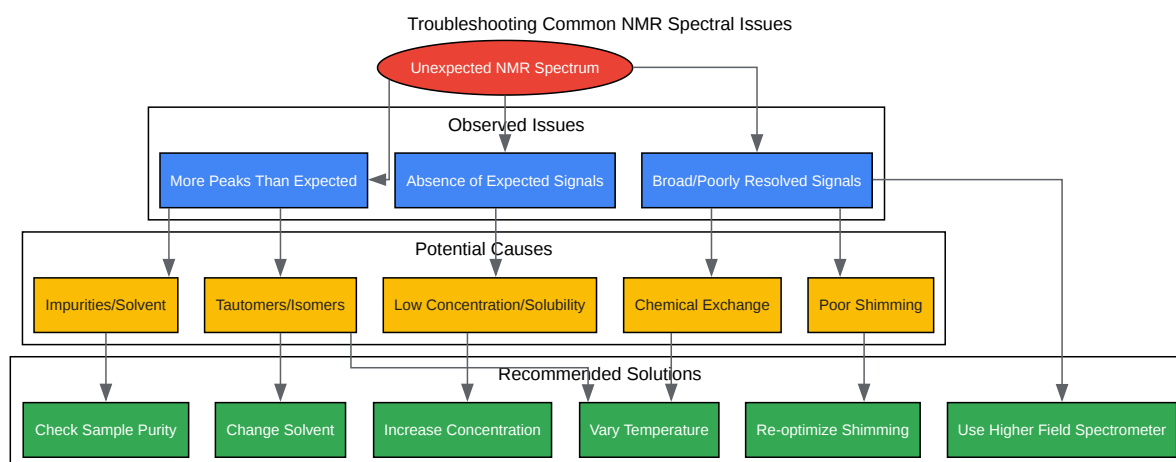 Troubleshooting Common NMR Spectral Issues
Unexpected NMR Spectrum
Observed Issues
More Peaks Than Expected
Absence of Expected Signals
Broad/Poorly Resolved Signals
Potential Causes
Impurities/Solvent
Tautomers/Isomers
Low Concentration/Solubility
Chemical Exchange
Poor Shimming
Recommended Solutions
Check Sample Purity
Change Solvent
Increase Concentration
Vary Temperature
Re-optimize Shimming
Use Higher Field Spectrometer